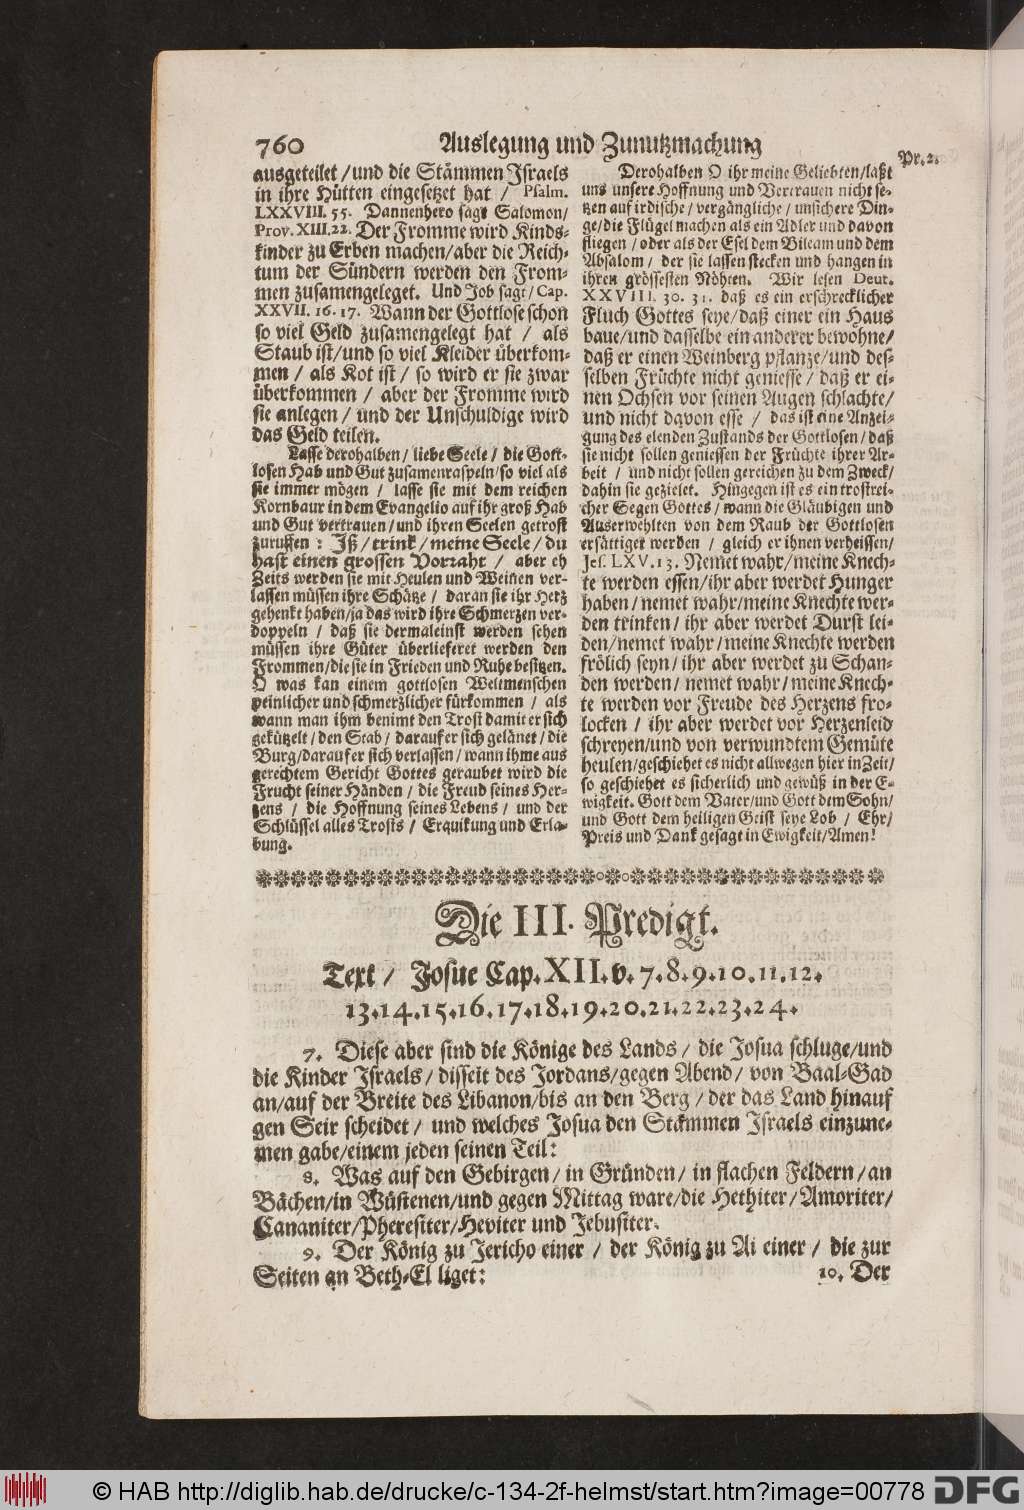 760 Auslegung und Zunutzmachung
Pr. 2.
ausgeteilet / und die Stämmen Israels
in ihre Hütten eingesetzet hat / Psalm.
LXXVIII. 55. Dannenhero sagt Salomon/
Prov. XIII. 22. Der Fromme wird Kinds-
kinder zu Erben machen/aber die Reich-
tum der Sündern werden den From-
men zusamengeleget. Und Job sagt / Cap.
XXVII. 16. 17. Wann der Gottlose schon
so viel Geld zusamengelegt hat / als
Staub ist/und so viel Kleider überkom-
men / als Kot ist / so wird er sie zwar
überkommen / aber der Fromme wird
sie anlegen / und der Unschuldige wird
das Geld teilen.
Lasse derohalben / liebe Seele / die Gott-
losen Hab und Gut zusamenraspeln/so viel als
sie immer mögen / lasse sie mit dem reichen
Kornbaur in dem Evangelio auf ihr groß Hab
und Gut vertrauen / und ihren Seelen getrost
zuruffen : Iß / trink / meine Seele / du
hast einen grossen Vorraht / aber eh
Zeits werden sie mit Heulen und Weinen ver-
lassen müssen ihre Schätze / daran sie ihr Hertz
gehenkt haben/ja das wird ihre Schmerzen ver-
doppeln / daß sie dermaleinst werden sehen
müssen ihre Güter überlieferet werden den
Frommen/die sie in Frieden und Ruhe besitzen.
O was kan einem gottlosen Weltmenschen
peinlicher und schmerzlicher fürkommen / als
wann man ihm benimt den Trost damit er sich
gekützelt / den Stab / darauf er sich gelänet / die
Burg/darauf er sich verlassen / wann ihme aus
gerechtem Gericht Gottes geraubet wird die
Frucht seiner Händen / die Freud seines Her-
zens / die Hoffnung seines Lebens / und der
Schlüssel alles Trosts / Erquikung und Erla-
bung.
Derohalben O ihr meine Geliebten/laßt
uns unsere Hoffnung und Vertrauen nicht se-
tzen auf irdische / vergängliche / unsichere Din-
ge/die Flügel machen als ein Adler und davon
fliegen / oder als der Esel dem Bileam und dem
Absalom / der sie lassen stecken und hangen in
ihren grössesten Nöhten. Wir lesen Deut.
XXVIII. 30. 31. daß es ein erschrecklicher
Fluch Gottes seye/daß einer ein Haus
baue/und dasselbe ein anderer bewohne/
daß er einen Weinberg pflanze/und des-
selben Früchte nicht geniesse / daß er ei-
nen Ochsen vor seinen Augen schlachte/
und nicht davon esse / das ist eine Anzei-
gung des elenden Zustands der Gottlosen / daß
sie nicht sollen geniessen der Früchte ihrer Ar-
beit / und nicht sollen gereichen zu dem Zweck/
dahin sie gezielet. Hingegen ist es ein trostrei-
cher Segen Gottes / wann die Gläubigen und
Auserwehlten von dem Raub der Gottlosen
ersättiget werden / gleich er ihnen verheissen/
Jes. LXV. 13. Nemet wahr/meine Knech-
te werden essen/ihr aber werdet Hunger
haben / nemet wahr/meine Knechte wer-
den trinken / ihr aber werdet Durst lei-
den/nemet wahr / meine Knechte werden
frölich seyn / ihr aber werdet zu Schan-
den werden / nemet wahr / meine Knech-
te werden vor Freude des Herzens fro-
locken / ihr aber werdet vor Herzenleid
schreyen/und von verwundtem Gemüte
heulen/geschiehet es nicht allwegen hier in Zeit/
so geschiehet es sicherlich und gewüß in der E-
wigkeit. Gott dem Vater/und Gott dem Sohn/
und Gott dem heiligen Geist seye Lob / Ehr/
Preis und Dank gesagt in Ewigkeit/Amen!
Die III. Predigt.
Text / Josue Cap. XII. v. 7. 8. 9. 10. 11. 12.
13. 14. 15. 16. 17. 18. 19. 20. 21. 22. 23. 24.
7. Diese aber sind die Könige des Lands / die Josua schluge/und
die Kinder Israels / disseit des Jordans/gegen Abend / von Baal-Gad
an/auf der Breite des Libanon/bis an den Berg / der das Land hinauf
gen Seir scheidet / und welches Josua den Stämmen Israels einzune-
men gabe/einem jeden seinen Teil:
8. Was auf den Gebirgen / in Gründen / in flachen Feldern / an
Bächen/in Wüstenen/und gegen Mittag ware/die Hethiter / Amoriter/
Cananiter/Pheresiter/Heviter und Jebusiter.
9. Der König zu Jericho einer / der König zu Ai einer / die zur
Seiten an Beth-El liget:
10. Der
© HAB http://diglib.hab.de/drucke/c-134-2f-helmst/start.htm?image=00778
DFG